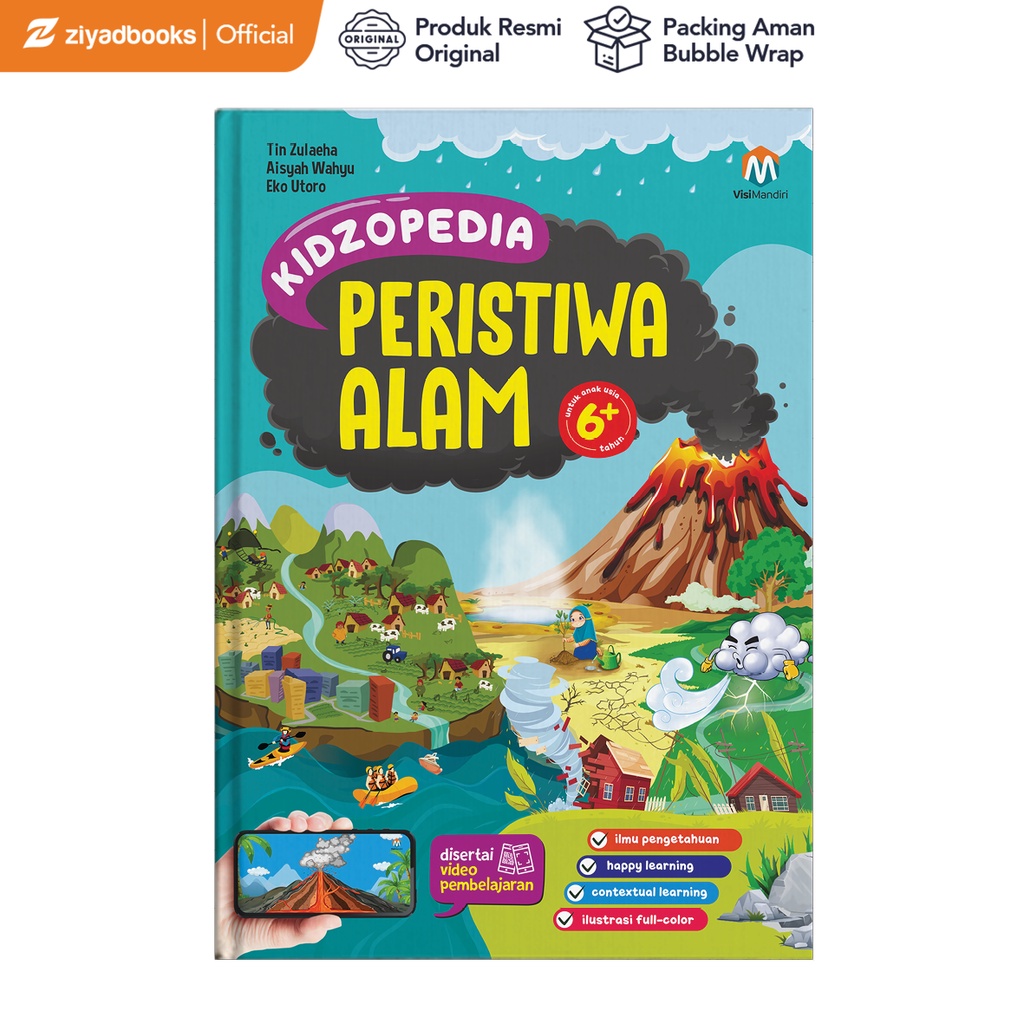 ziyadbooks | Official
ORIGINAL
Produk Resmi
Original
Packing Aman
Bubble Wrap
Tin Zulaeha
Aisyah Wahyu
Eko Utoro
VisiMandiri
KIDZOPEDIA
PERISTIWA
ALAM
untuk anak usia
6+
tahun
disertai
video
pembelajaran
ilmu pengetahuan
happy learning
contextual learning
ilustrasi full-color